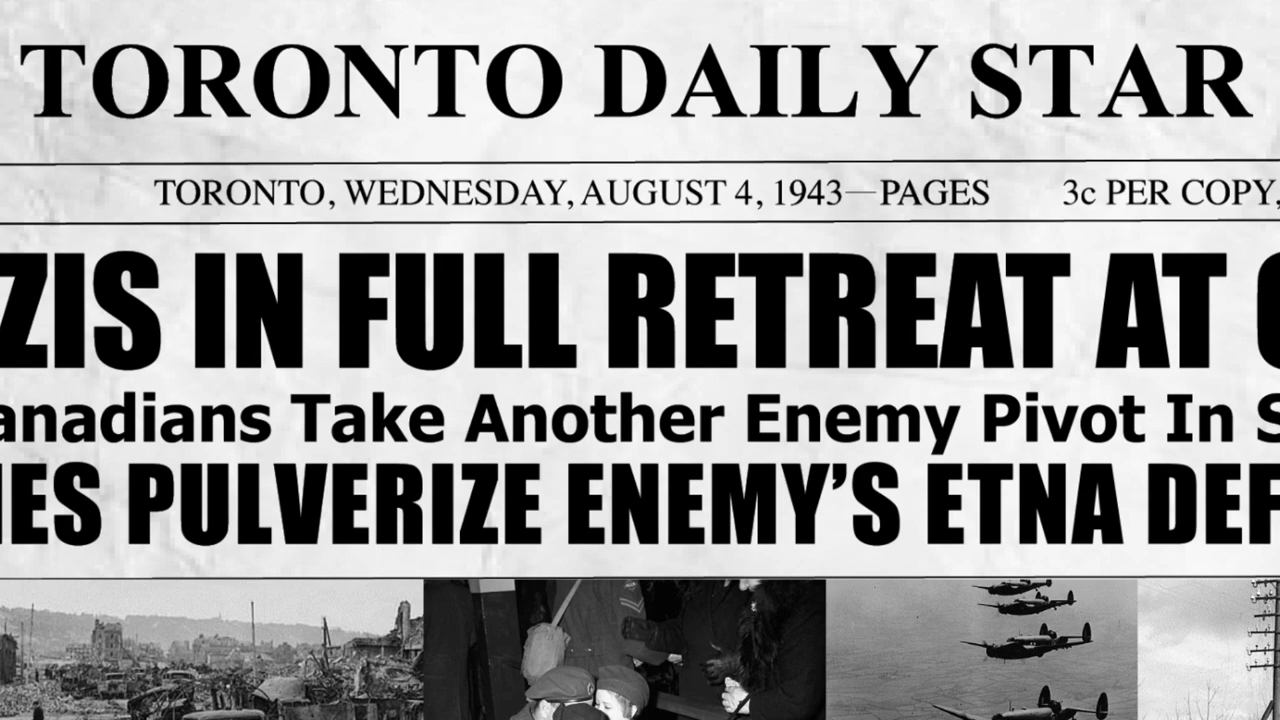 TORONTO DAILY STAR
TORONTO, WEDNESDAY, AUGUST 4, 1943—PAGES 3c PER COPY,
ZIS IN FULL RETREAT AT
anadians Take Another Enemy Pivot In S
IES PULVERIZE ENEMY’S ETNA DEF